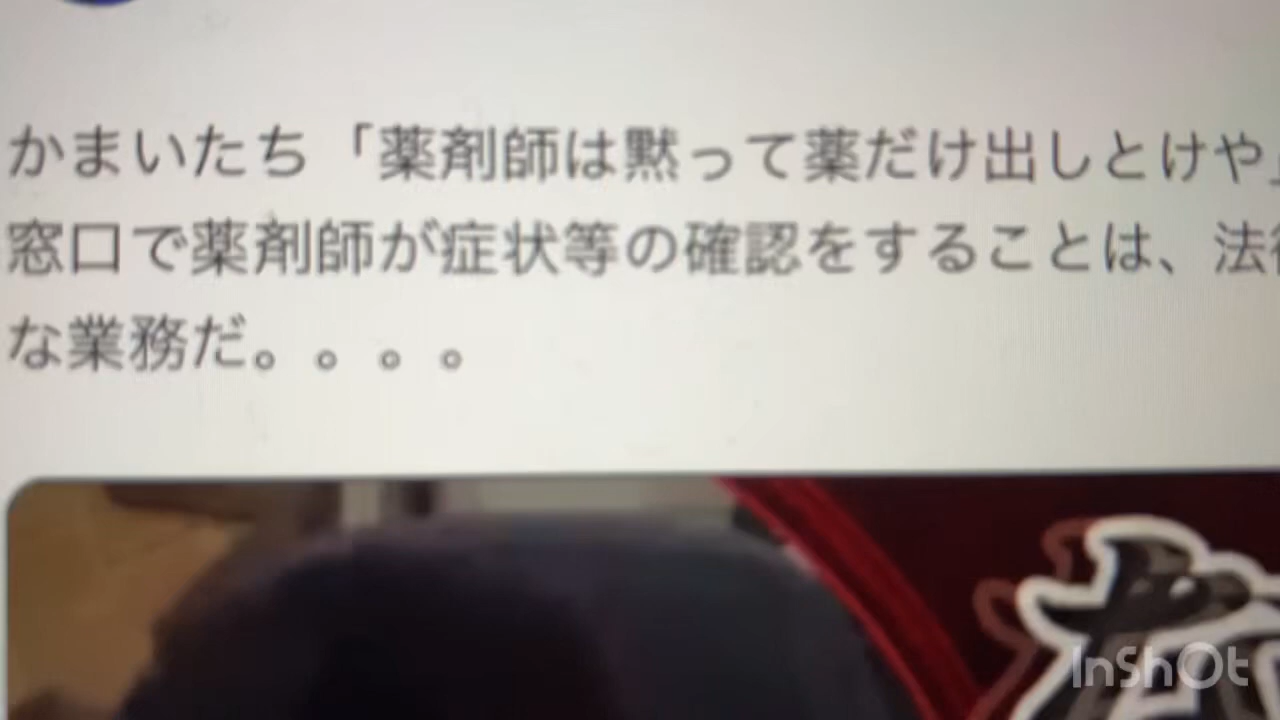 かまいたち「薬剤師は黙って薬だけ出しとけや」
窓口で薬剤師が症状等の確認をすることは、法
な業務だ。。。。
InShOt